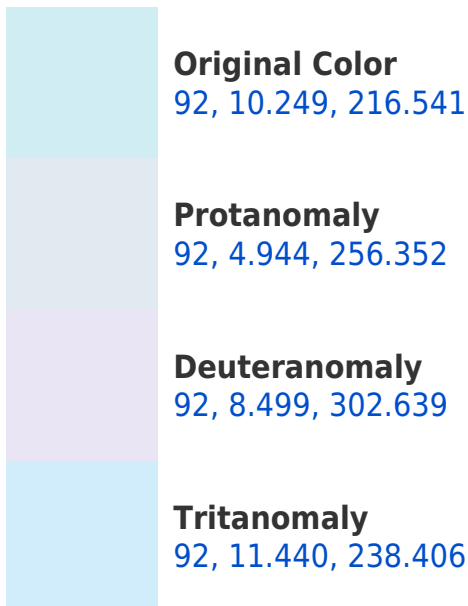 Original Color
92, 10.249, 216.541
Protanomaly
92, 4.944, 256.352
Deuteranomaly
92, 8.499, 302.639
Tritanomaly
92, 11.440, 238.406